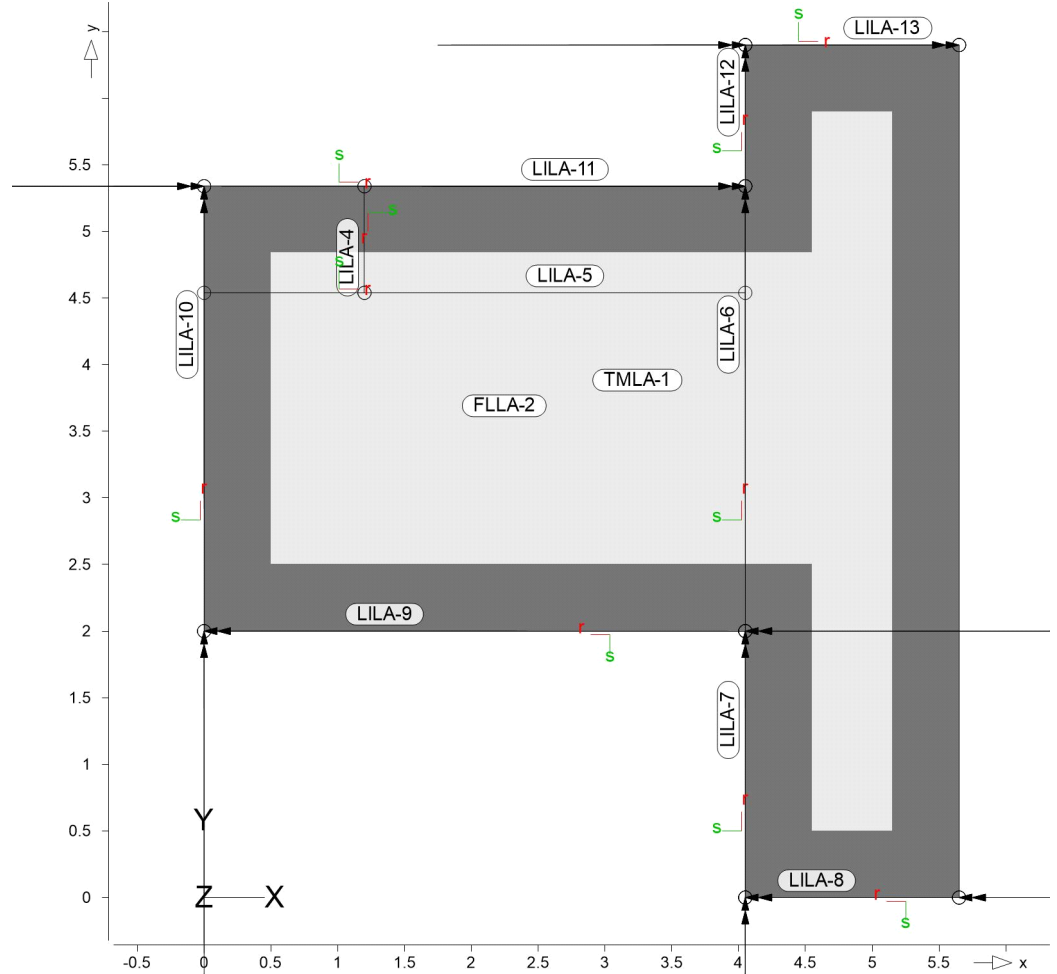 s
r
LILA-13
y
LILA-12
r
s
5.5
s
r
LILA-11
s
5
r
LILA-4
s
r
LILA-5
4.5
LILA-10
LILA-6
4
TMLA-1
FLLA-2
3.5
r
r
3
s
s
2.5
LILA-9
2
r
s
1.5
LILA-7
1
r
Y
0.5
s
LILA-8
r
0
Z
X
s
-0.5 0 0.5 1 1.5 2 2.5 3 3.5 4 4.5 5 5.5 x